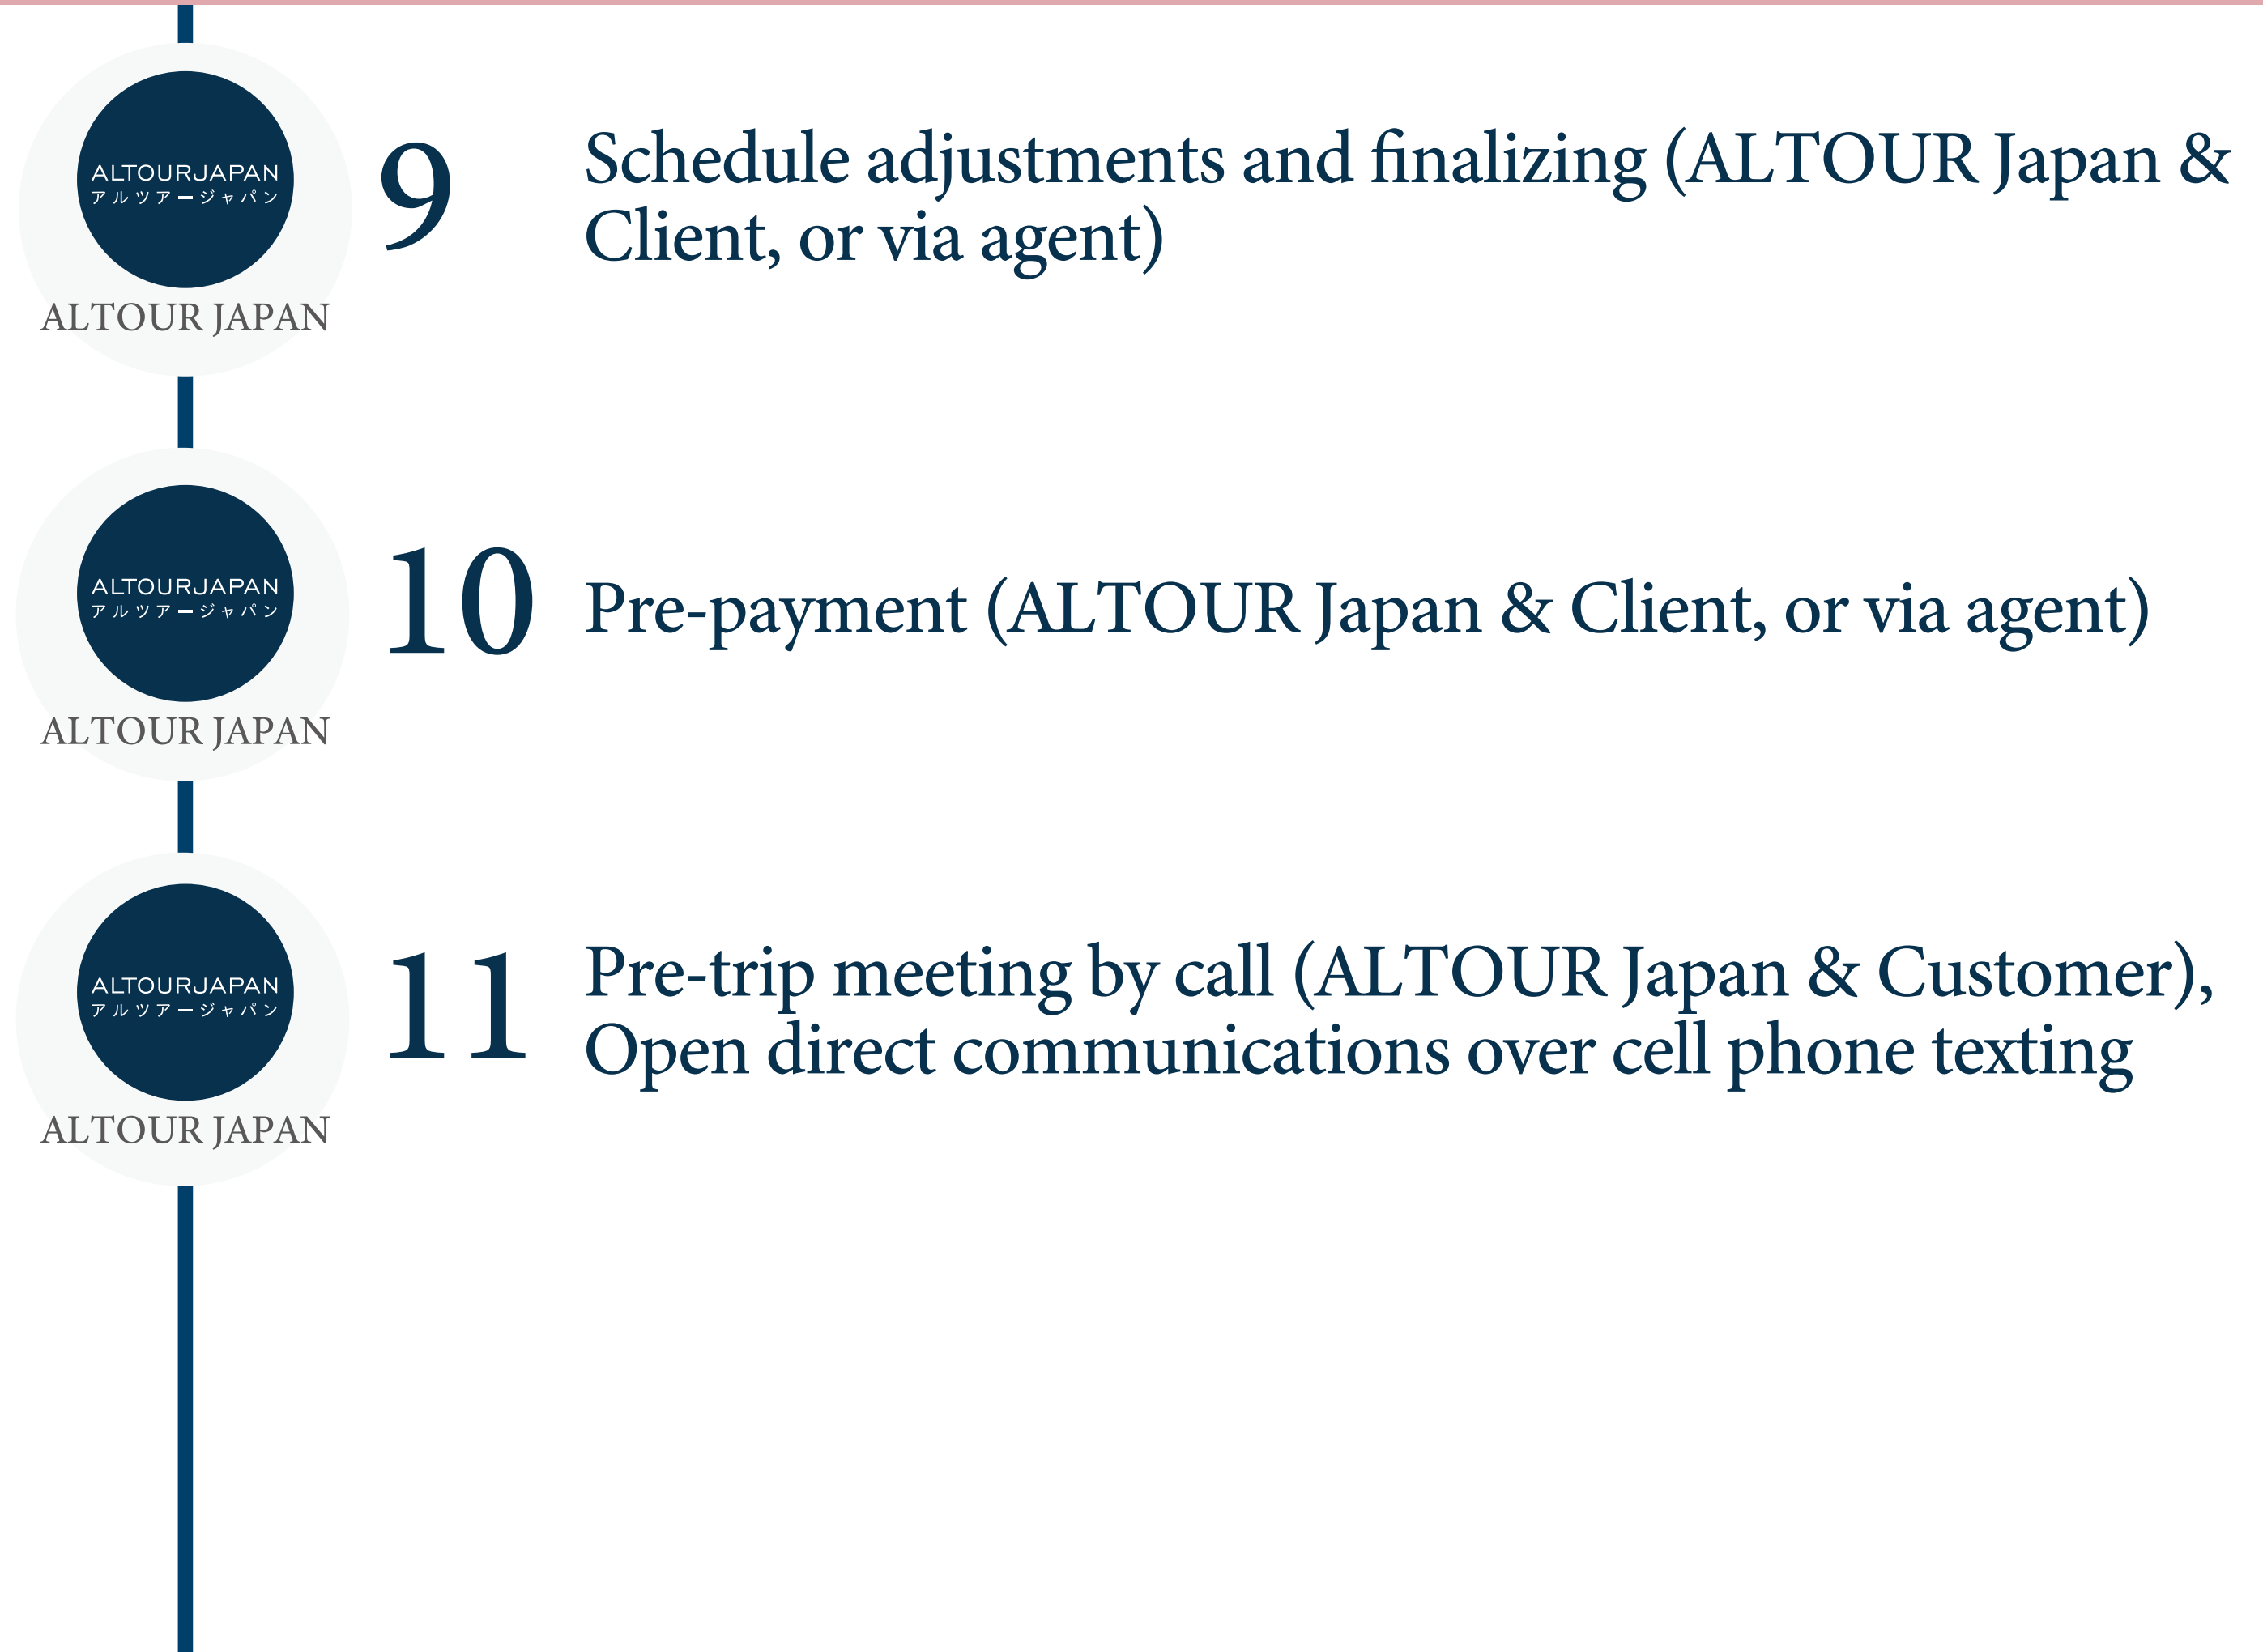 ALTOURJAPAN
アルツアージャパン
ALTOUR JAPAN
9
Schedule adjustments and finalizing (ALTOUR Japan &
Client, or via agent)
ALTOURJAPAN
アルツアージャパン
ALTOUR JAPAN
10
Pre-payment (ALTOUR Japan & Client, or via agent)
ALTOURJAPAN
アルツアージャパン
ALTOUR JAPAN
11
Pre-trip meeting by call (ALTOUR Japan & Customer),
Open direct communications over cell phone texting